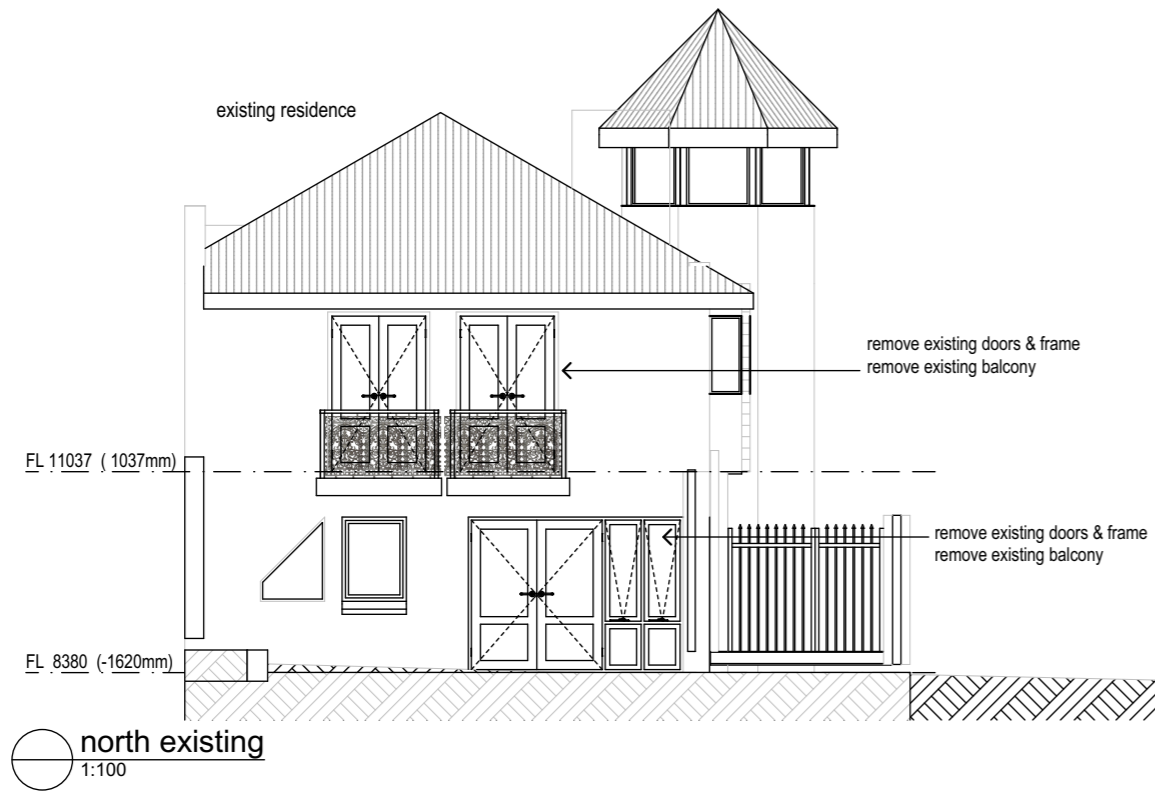 existing residence
remove existing doors & frame
remove existing balcony
FL 11037 ( 1037mm)
remove existing doors & frame
remove existing balcony
FL 8380 (-1620mm)
north existing
1:100